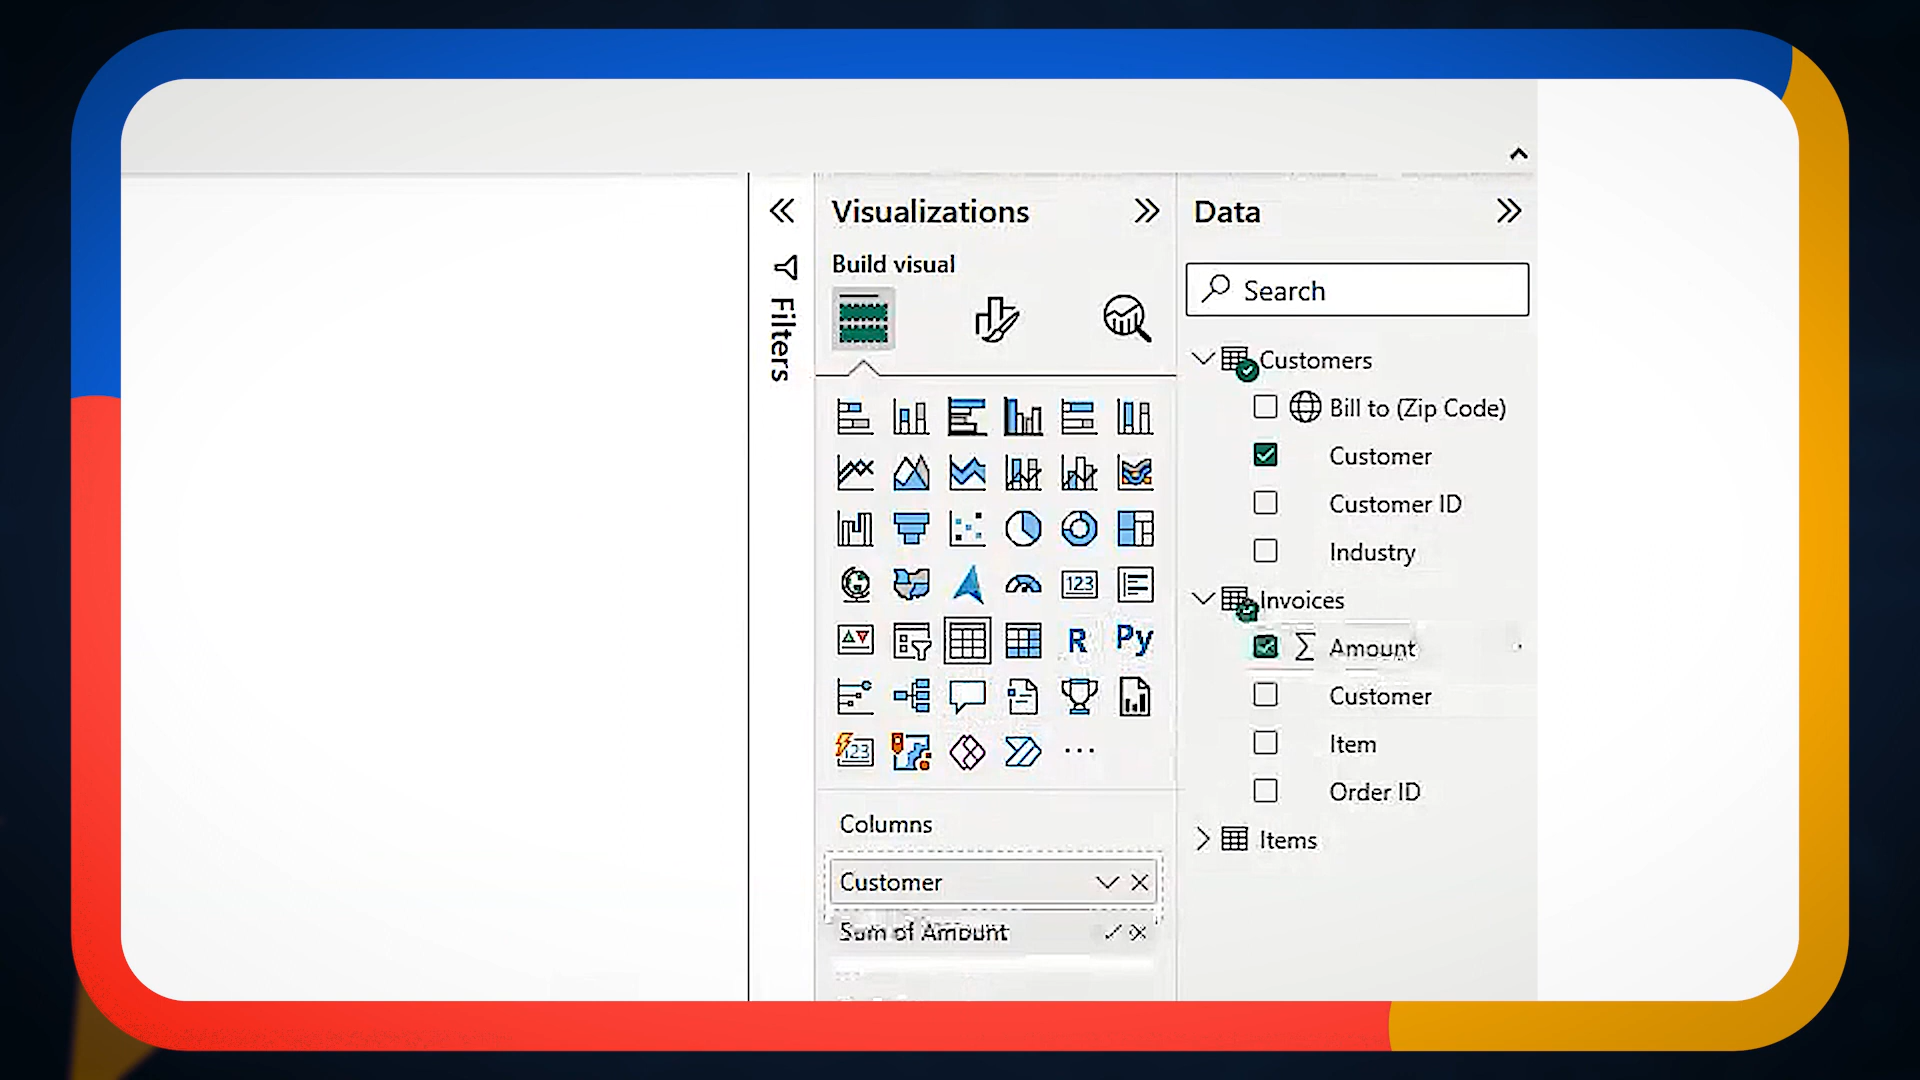 Filters
Visualizations
Build visual
123
R
Py
123
...
Columns
Customer
Sum of Amount
Data
Search
Customers
Bill to (Zip Code)
Customer
Customer ID
Industry
Invoices
Σ Amount
Customer
Item
Order ID
Items